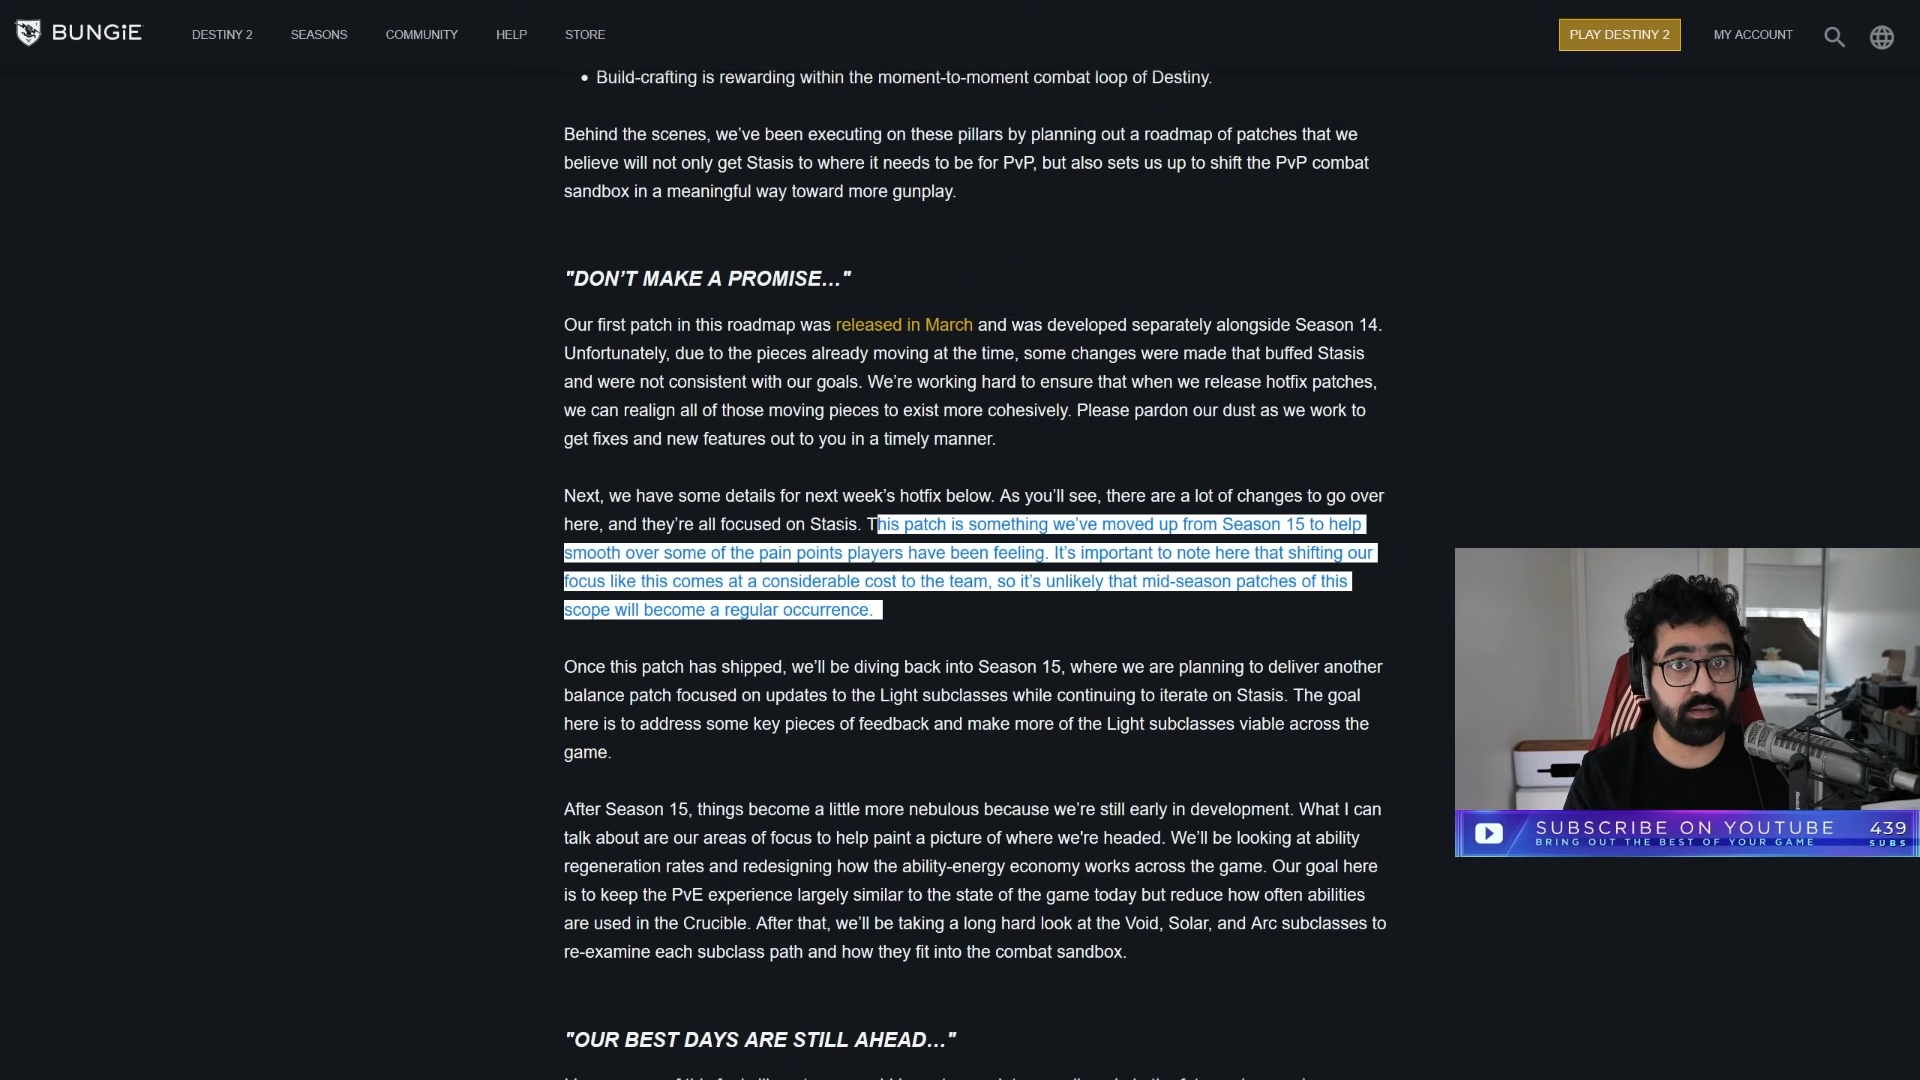 BUNGiE
DESTINY 2
SEASONS
COMMUNITY
HELP
STORE
PLAY DESTINY 2
MY ACCOUNT
• Build-crafting is rewarding within the moment-to-moment combat loop of Destiny.
Behind the scenes, we’ve been executing on these pillars by planning out a roadmap of patches that we
believe will not only get Stasis to where it needs to be for PvP, but also sets us up to shift the PvP combat
sandbox in a meaningful way toward more gunplay.
"DON’T MAKE A PROMISE…"
Our first patch in this roadmap was released in March and was developed separately alongside Season 14.
Unfortunately, due to the pieces already moving at the time, some changes were made that buffed Stasis
and were not consistent with our goals. We’re working hard to ensure that when we release hotfix patches,
we can realign all of those moving pieces to exist more cohesively. Please pardon our dust as we work to
get fixes and new features out to you in a timely manner.
Next, we have some details for next week’s hotfix below. As you’ll see, there are a lot of changes to go over
here, and they’re all focused on Stasis. This patch is something we’ve moved up from Season 15 to help
smooth over some of the pain points players have been feeling. It’s important to note here that shifting our
focus like this comes at a considerable cost to the team, so it’s unlikely that mid-season patches of this
scope will become a regular occurrence.
Once this patch has shipped, we’ll be diving back into Season 15, where we are planning to deliver another
balance patch focused on updates to the Light subclasses while continuing to iterate on Stasis. The goal
here is to address some key pieces of feedback and make more of the Light subclasses viable across the
game.
After Season 15, things become a little more nebulous because we’re still early in development. What I can
talk about are our areas of focus to help paint a picture of where we're headed. We’ll be looking at ability
regeneration rates and redesigning how the ability-energy economy works across the game. Our goal here
is to keep the PvE experience largely similar to the state of the game today but reduce how often abilities
are used in the Crucible. After that, we’ll be taking a long hard look at the Void, Solar, and Arc subclasses to
re-examine each subclass path and how they fit into the combat sandbox.
"OUR BEST DAYS ARE STILL AHEAD…"
SUBSCRIBE ON YOUTUBE
BRING OUT THE BEST OF YOUR GAME
439
SUBS